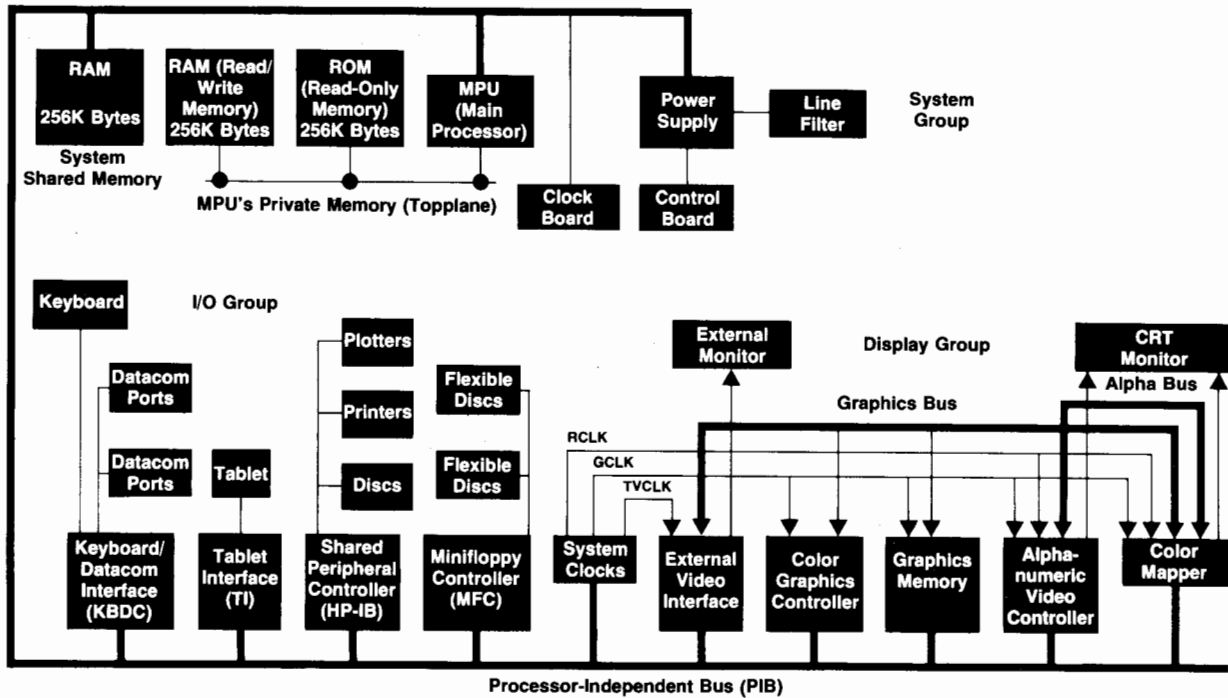 RAM
256K Bytes
System
Shared Memory
RAM (Read/
Write
Memory)
256K Bytes
ROM
(Read-Only
Memory)
256K Bytes
MPU
(Main
Processor)
MPU's Private Memory (Topplane)
Clock
Board
Power
Supply
Line
Filter
Control
Board
System
Group
Keyboard
I/O Group
Datacom
Ports
Datacom
Ports
Tablet
Plotters
Printers
Discs
Flexible
Discs
Flexible
Discs
External
Monitor
Display Group
CRT
Monitor
Alpha Bus
Graphics Bus
RCLK
GCLK
TVCLK
Keyboard/
Datacom
Interface
(KBDC)
Tablet
Interface
(TI)
Shared
Peripheral
Controller
(HP-IB)
Minifloppy
Controller
(MFC)
System
Clocks
External
Video
Interface
Color
Graphics
Controller
Graphics
Memory
Alpha-
numeric
Video
Controller
Color
Mapper
Processor-Independent Bus (PIB)